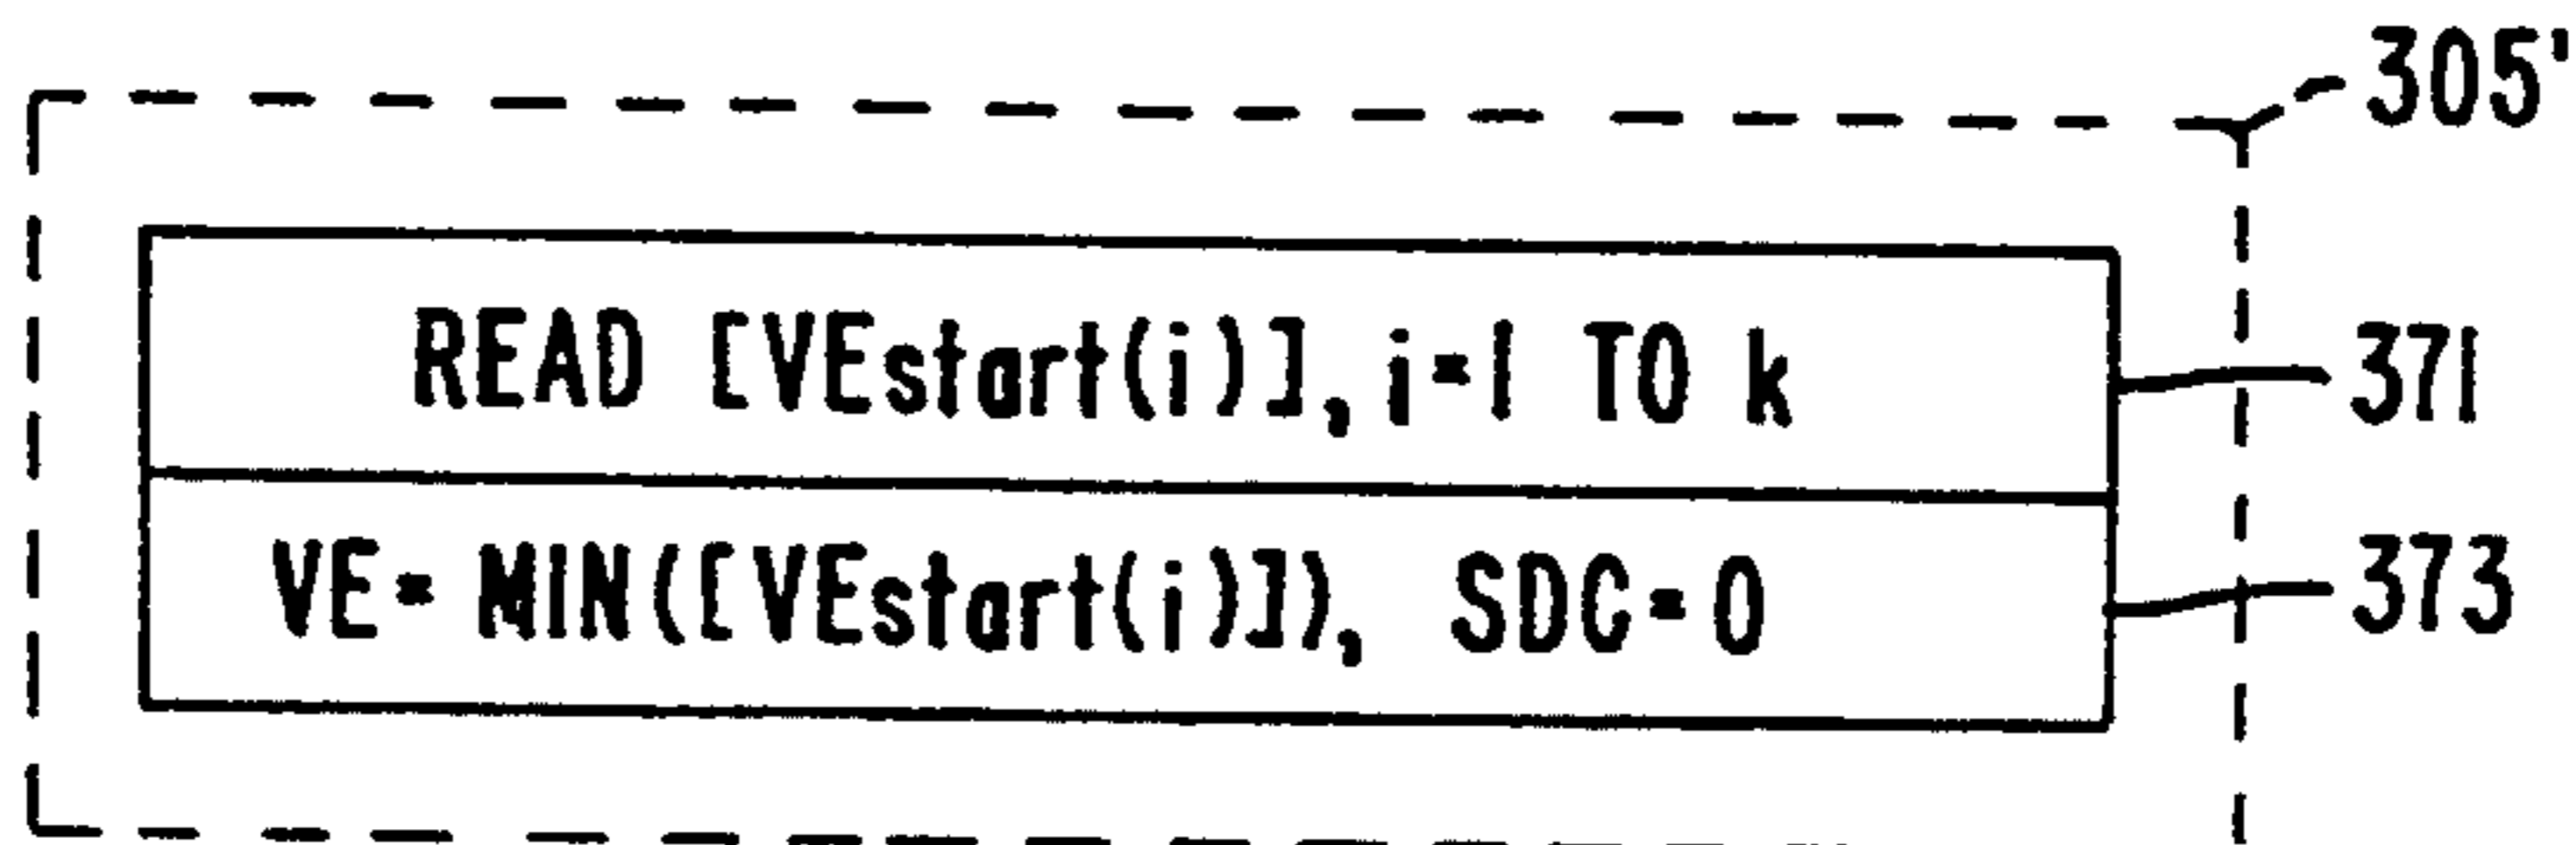 305'
READ [VEstart(i)], i=1 TO k
371
VE= MIN([VEstart(i)]), SDC=0
373